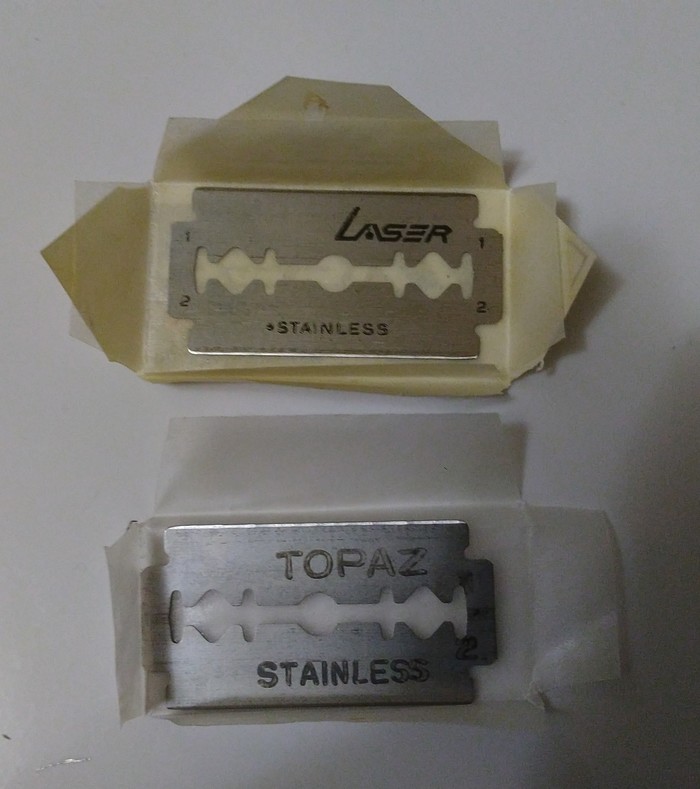 LASER
1 1
2 2
*STAINLESS
TOPAZ
2
STAINLESS